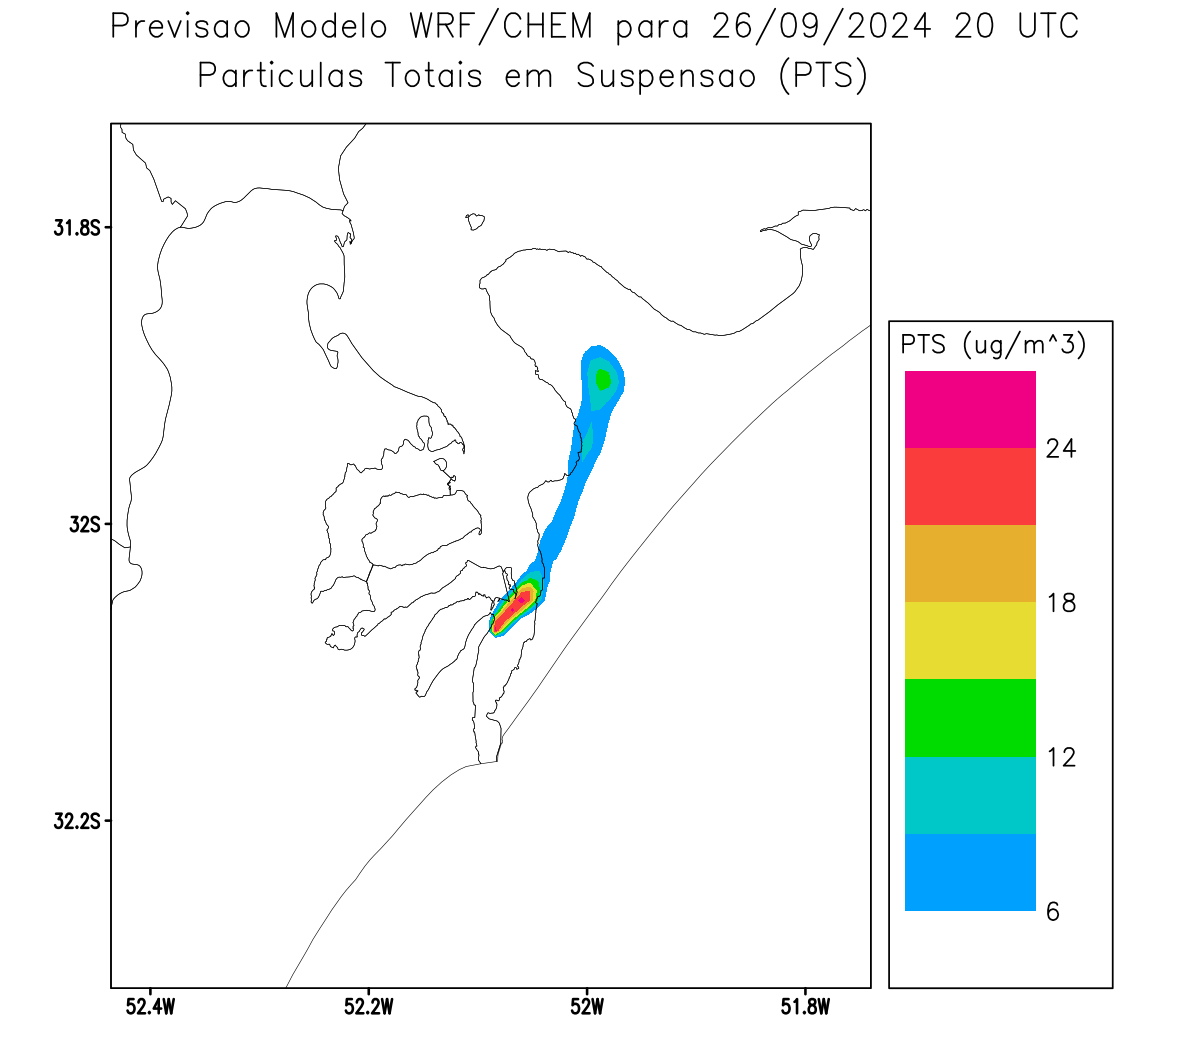 Previsao Modelo WRF/CHEM para 26/09/2024 20 UTC
Particulas Totais em Suspensao (PTS)
31.8S
32S
32.2S
52.4W
52.2W
52W
51.8W
PTS (ug/m^3)
24
18
12
6